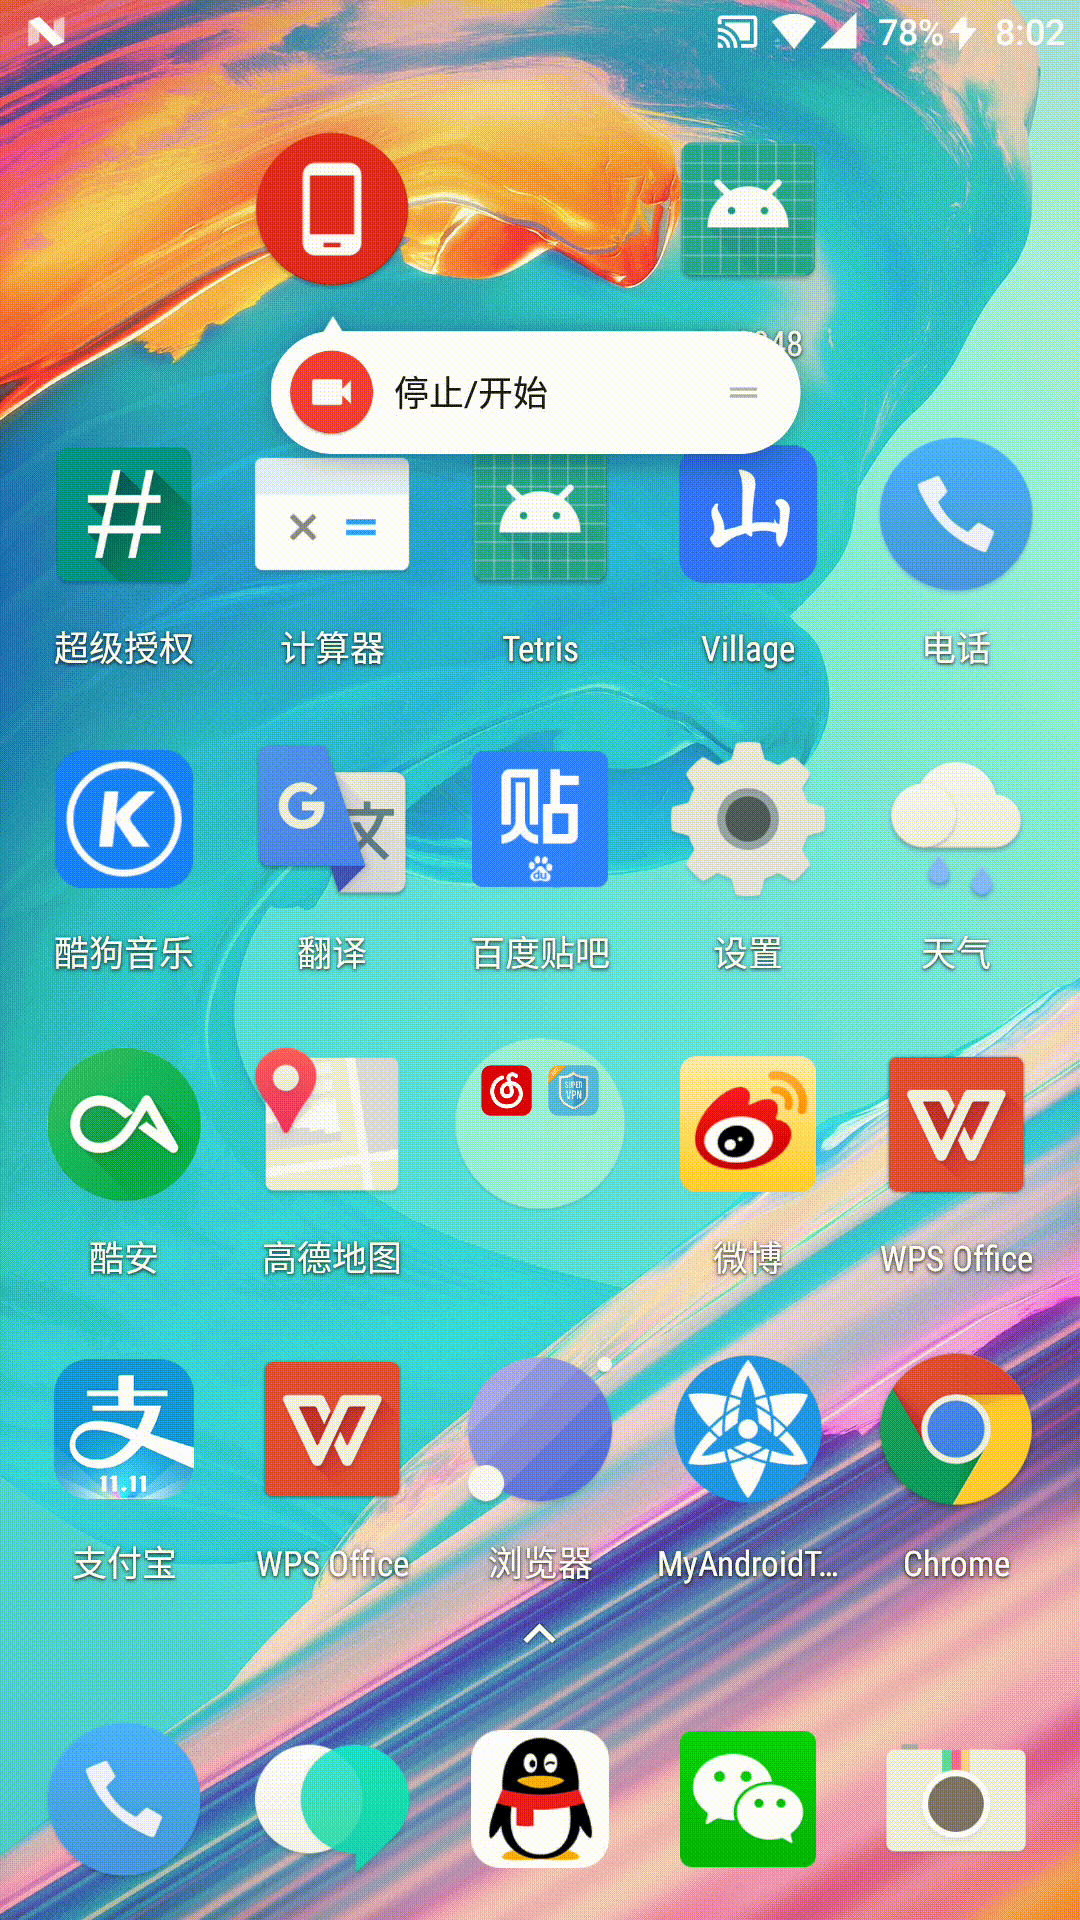 78% 8:02
48
停止/开始
超级授权 计算器 Tetris Village 电话
K G 文 贴 du
酷狗音乐 翻译 百度贴吧 设置 天气
SUPER VPN
酷安 高德地图 微博 WPS Office
支 11.11
支付宝 WPS Office 浏览器 MyAndroidT... Chrome